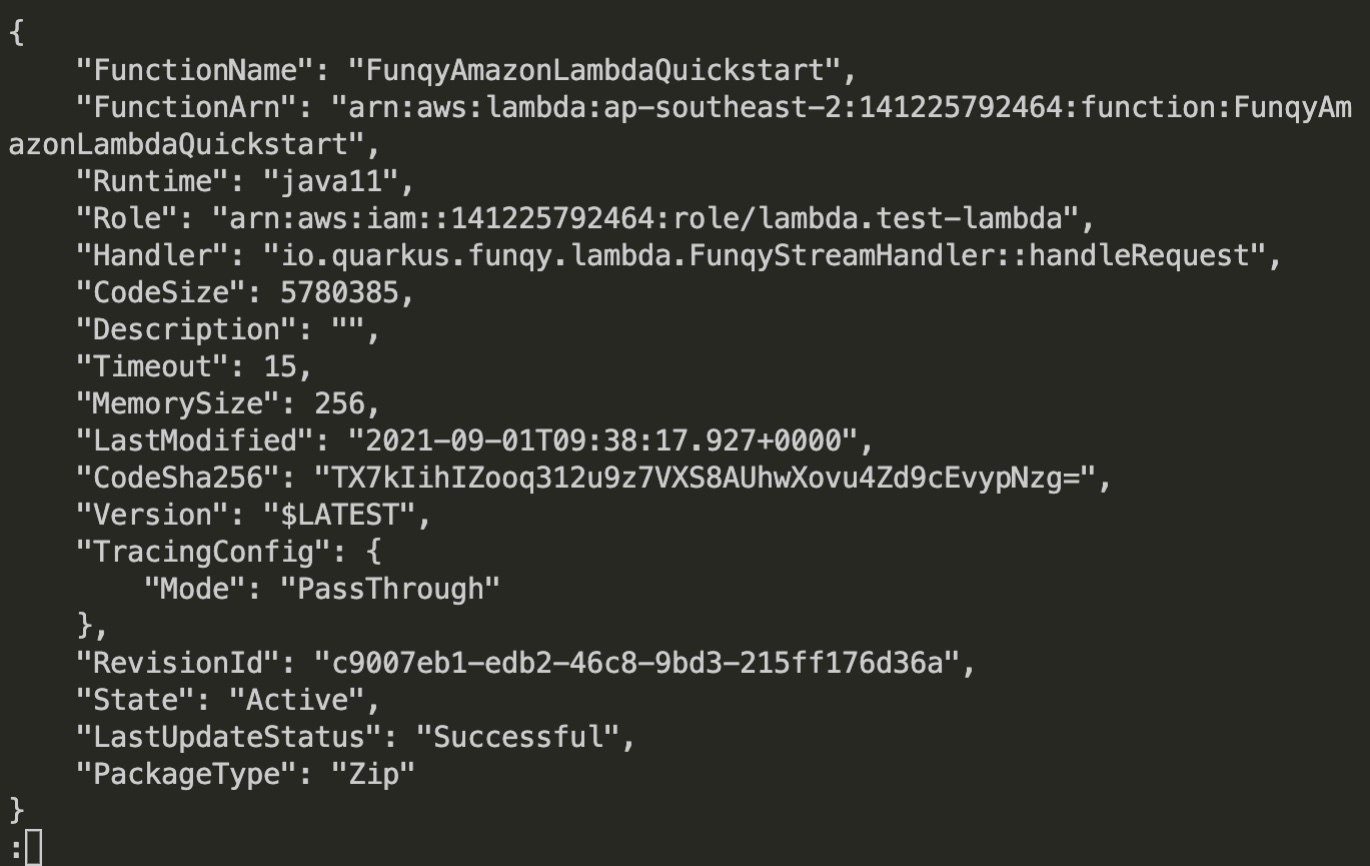 {
    "FunctionName": "FunqyAmazonLambdaQuickstart",
    "FunctionArn": "arn:aws:lambda:ap-southeast-2:141225792464:function:FunqyAm
azonLambdaQuickstart",
    "Runtime": "java11",
    "Role": "arn:aws:iam::141225792464:role/lambda.test-lambda",
    "Handler": "io.quarkus.funqy.lambda.FunqyStreamHandler::handleRequest",
    "CodeSize": 5780385,
    "Description": "",
    "Timeout": 15,
    "MemorySize": 256,
    "LastModified": "2021-09-01T09:38:17.927+0000",
    "CodeSha256": "TX7kIihIZooq312u9z7VXS8AUhwXovu4Zd9cEvypNzg=",
    "Version": "$LATEST",
    "TracingConfig": {
        "Mode": "PassThrough"
    },
    "RevisionId": "c9007eb1-edb2-46c8-9bd3-215ff176d36a",
    "State": "Active",
    "LastUpdateStatus": "Successful",
    "PackageType": "Zip"
}
: